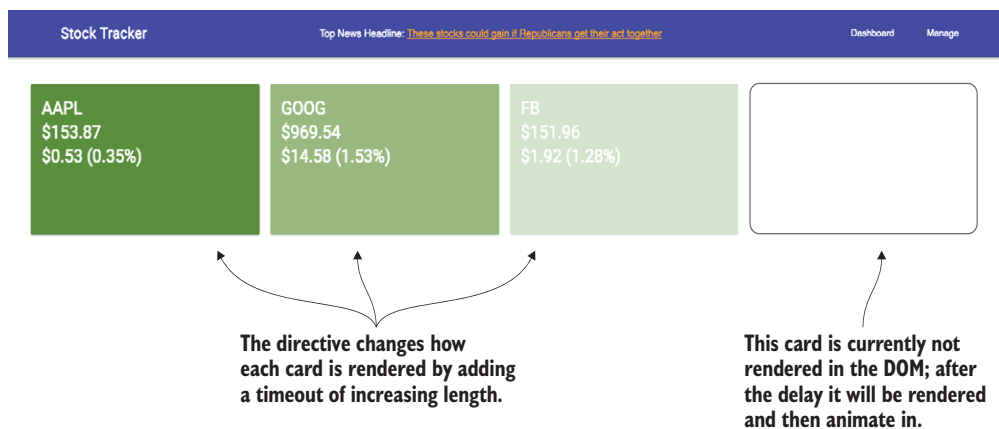 Stock Tracker
Top News Headline: These stocks could gain if Republicans get their act together
Dashboard
Manage
AAPL
$153.87
$0.53 (0.35%)
GOOG
$969.54
$14.58 (1.53%)
FB
$151.96
$1.92 (1.28%)
The directive changes how
each card is rendered by adding
a timeout of increasing length.
This card is currently not
rendered in the DOM; after
the delay it will be rendered
and then animate in.